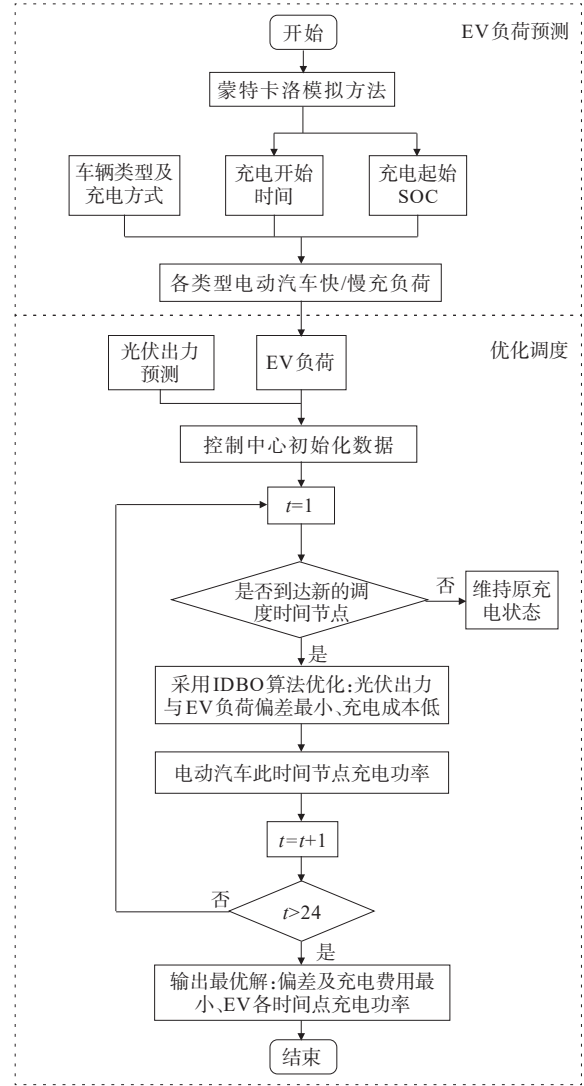 开始
EV负荷预测
蒙特卡洛模拟方法
车辆类型及
充电方式
充电开始
时间
充电起始
SOC
各类型电动汽车快/慢充负荷
优化调度
光伏出力
预测
EV负荷
控制中心初始化数据
t=1
是否到达新的调
度时间节点
否
维持原充
电状态
是
采用IDBO算法优化:光伏出力
与EV负荷偏差最小、充电成本低
电动汽车此时间节点充电功率
t=t+1
否
t>24
是
输出最优解:偏差及充电费用最
小、EV各时间点充电功率
结束